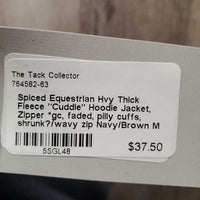 The Tack Collector
764582-63
Spiced Equestrian Hvy Thick
Fleece "Cuddle" Hoodie Jacket,
Zipper *gc, faded, pilly cuffs,
shrunk?/wavy zip Navy/Brown M
5SGL48
$37.50